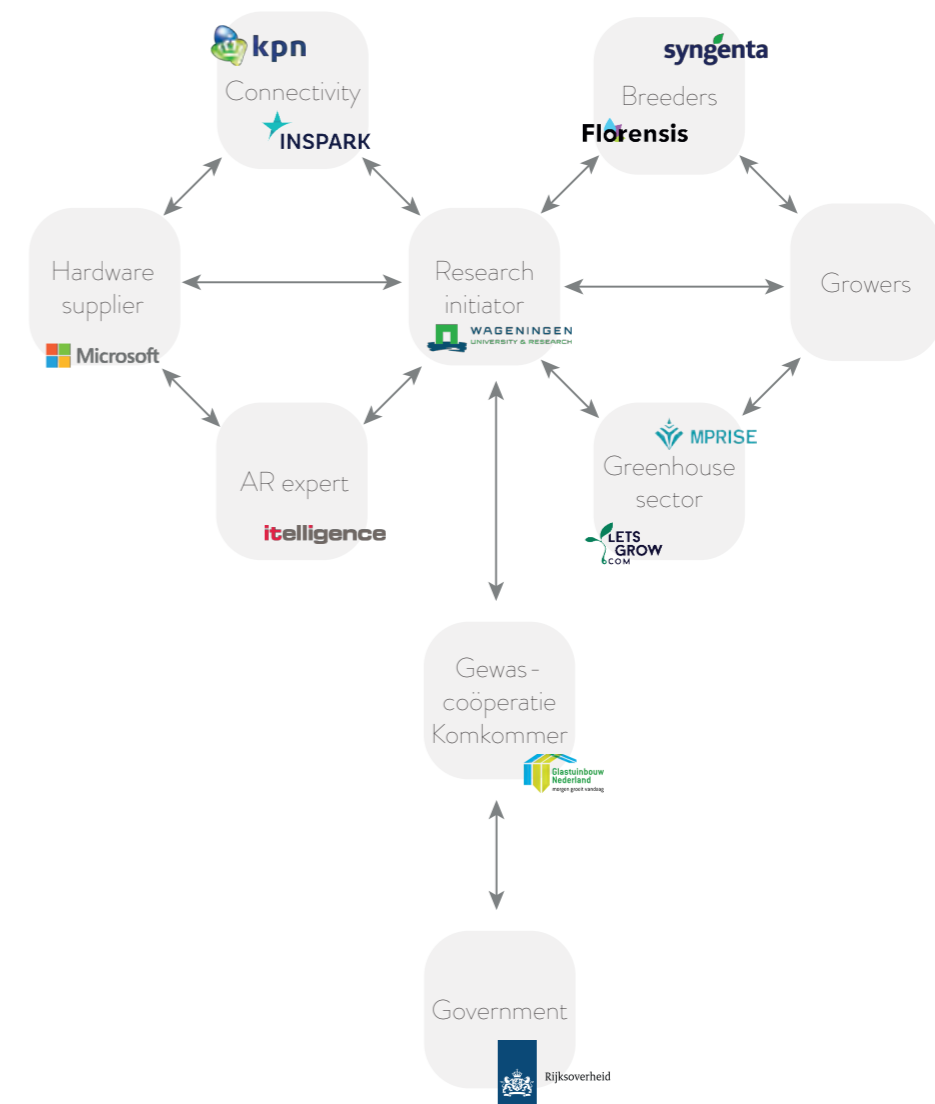 kpn
Connectivity
INSPARK
syngenta
Breeders
Florensis
Hardware
supplier
Microsoft
Research
initiator
WAGENINGEN
UNIVERSITY & RESEARCH
Growers
AR expert
itelligence
MPRISE
Greenhouse
sector
LETS
GROW
.COM
Gewas-
coöperatie
Komkommer
Glastuinbouw
Nederland
morgen groeit vandaag
Government
Rijksoverheid